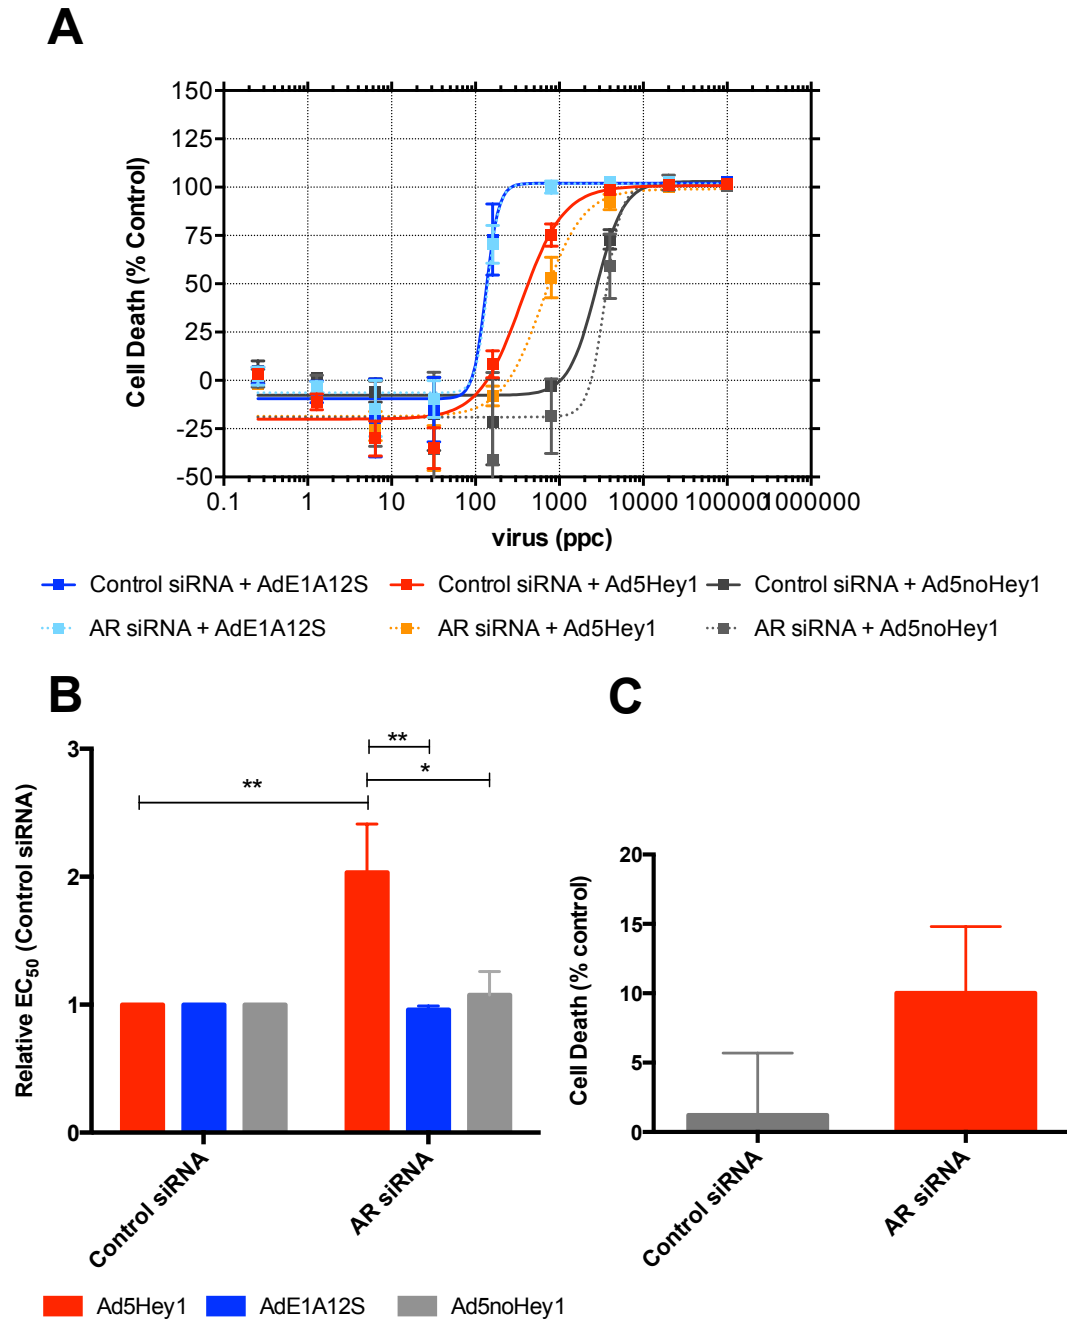 A
Cell Death (% Control)
150
125
100
75
50
25
0
-25
-50
0.1 1 10 100 1000 10000 100000 1000000
virus (ppc)
Control siRNA + AdE1A12S Control siRNA + Ad5Hey1 Control siRNA + Ad5noHey1
AR siRNA + AdE1A12S AR siRNA + Ad5Hey1 AR siRNA + Ad5noHey1
B
Relative EC50 (Control siRNA)
3
2
1
0
**
*
**
Control siRNA AR siRNA
Ad5Hey1 AdE1A12S Ad5noHey1
C
Cell Death (% control)
20
15
10
5
0
Control siRNA AR siRNA